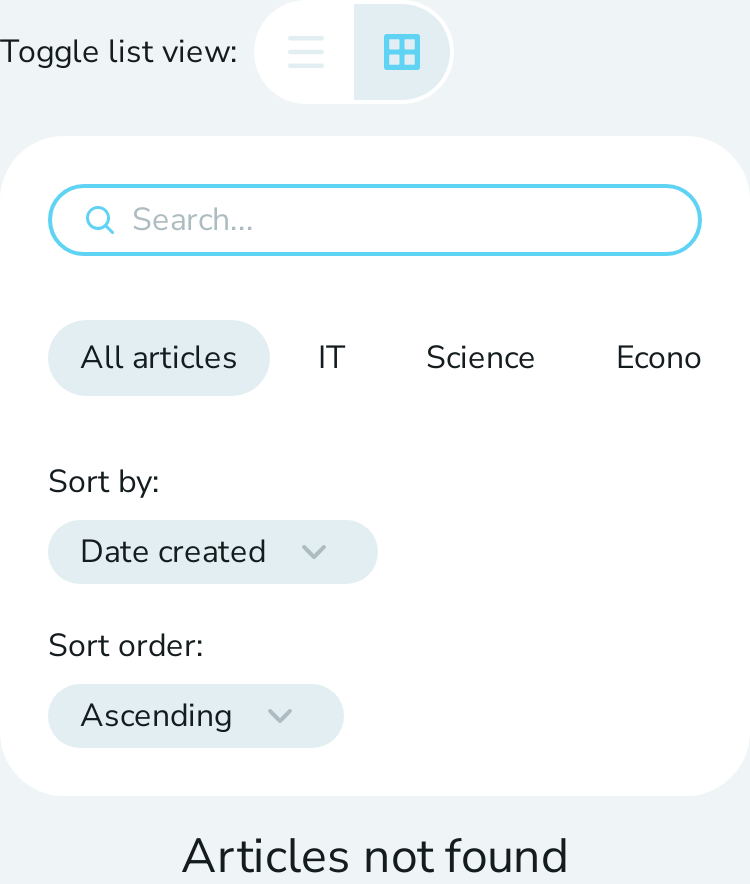 Toggle list view:
Search...
All articles IT Science Econo
Sort by:
Date created
Sort order:
Ascending
Articles not found